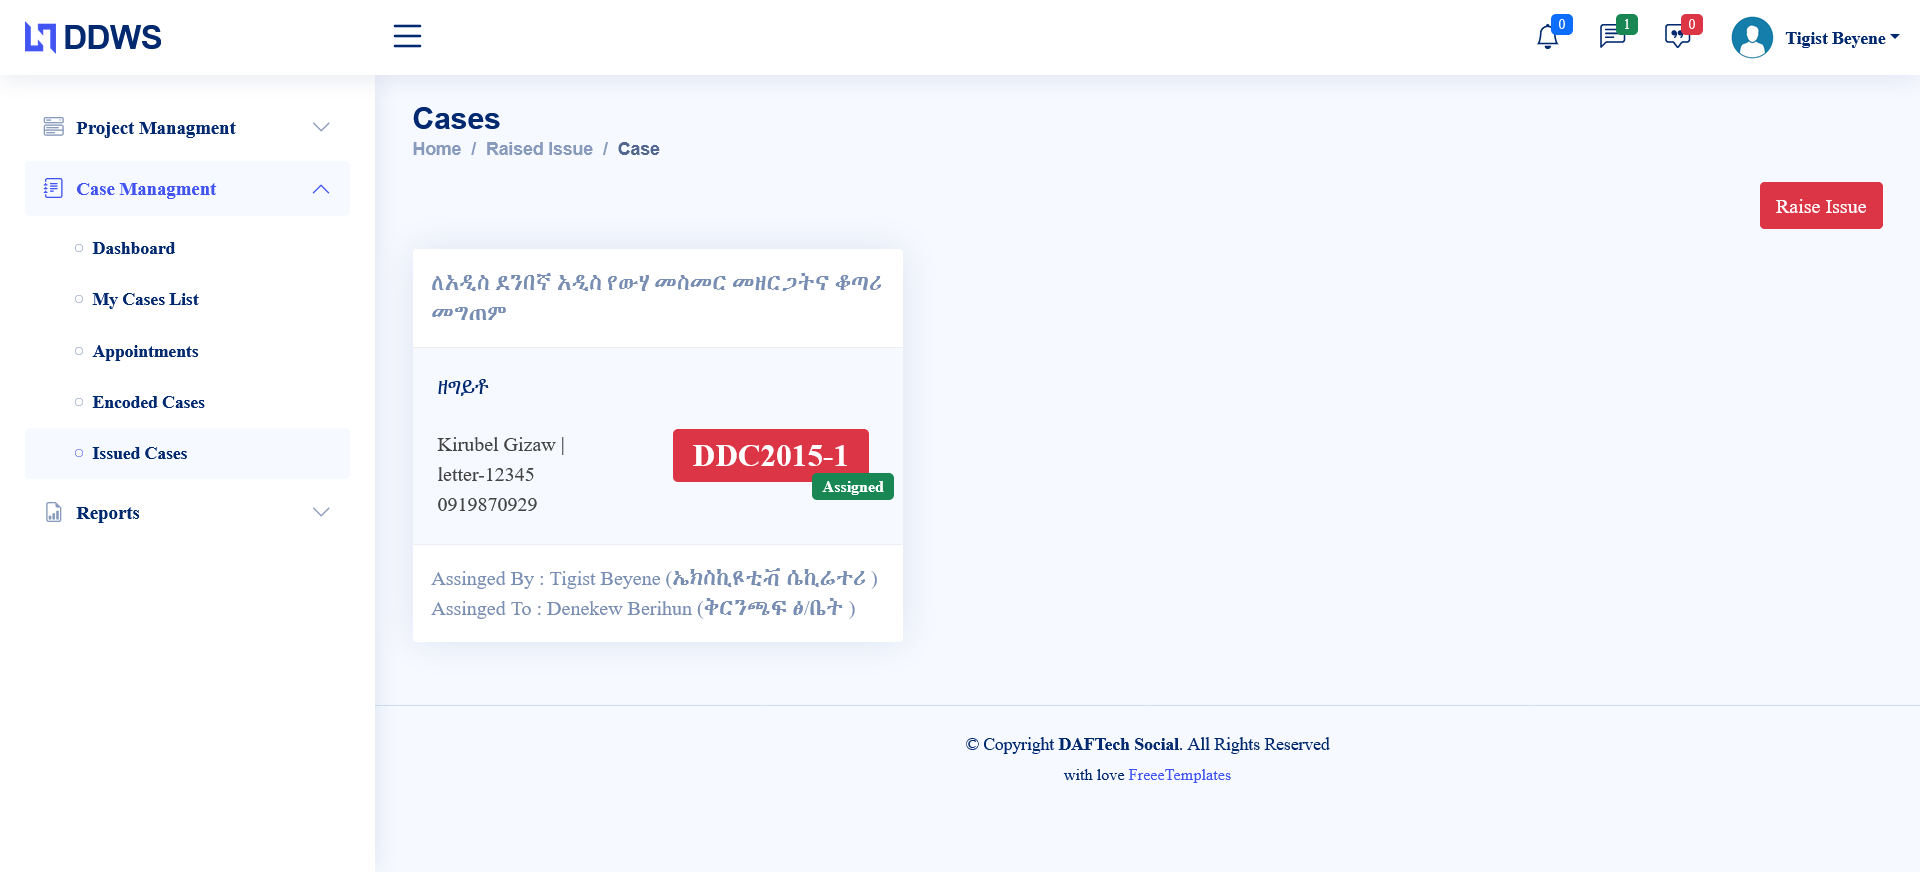 DDWS
0
1
0
Tigist Beyene
Project Managment
Case Managment
Dashboard
My Cases List
Appointments
Encoded Cases
Issued Cases
Reports
Cases
Home / Raised Issue / Case
Raise Issue
ለአዲስ ደንበኛ አዲስ የውሃ መስመር መዘርጋትና ቆጣሪ
መግጠም
ዘግይቶ
Kirubel Gizaw |
letter-12345
0919870929
DDC2015-1
Assigned
Assinged By : Tigist Beyene (ኤክስኪዩቲቭ ሴኪሬተሪ )
Assinged To : Denekew Berihun (ቅርንጫፍ ፅ/ቤት )
© Copyright DAFTech Social. All Rights Reserved
with love FreeeTemplates